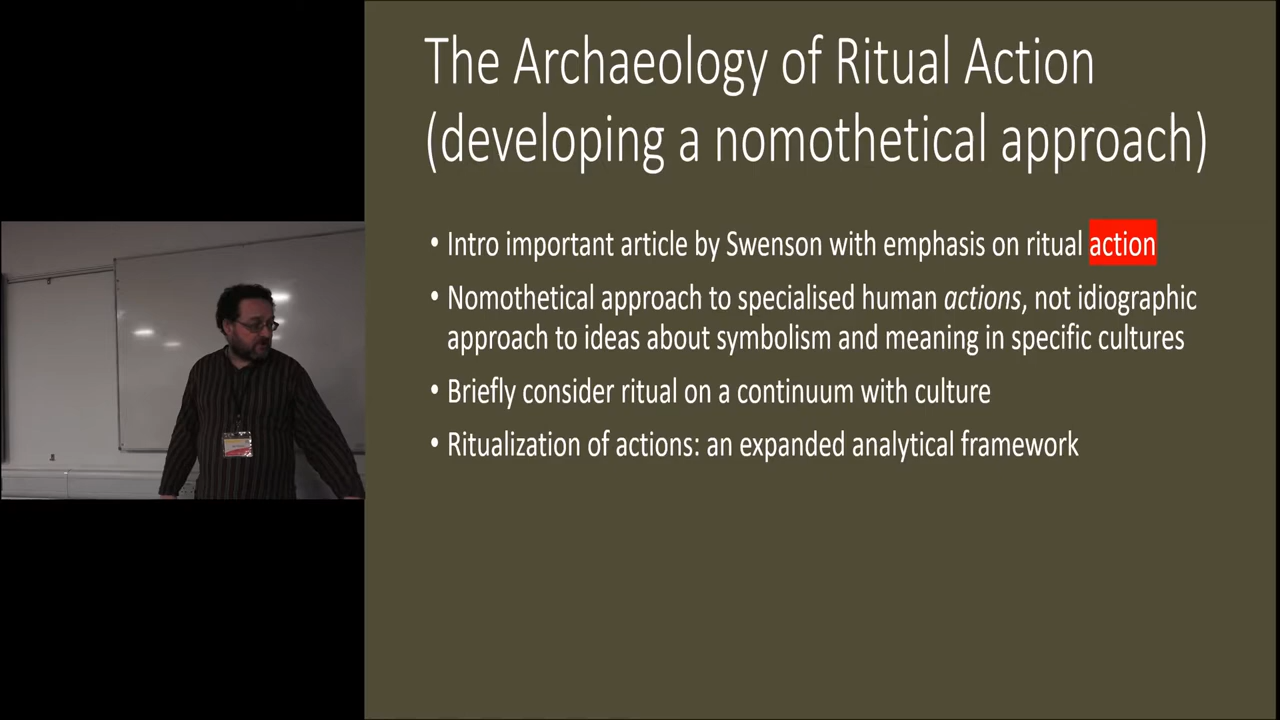 The Archaeology of Ritual Action
(developing a nomothetical approach)
• Intro important article by Swenson with emphasis on ritual action
• Nomothetical approach to specialised human actions, not idiographic
approach to ideas about symbolism and meaning in specific cultures
• Briefly consider ritual on a continuum with culture
• Ritualization of actions: an expanded analytical framework